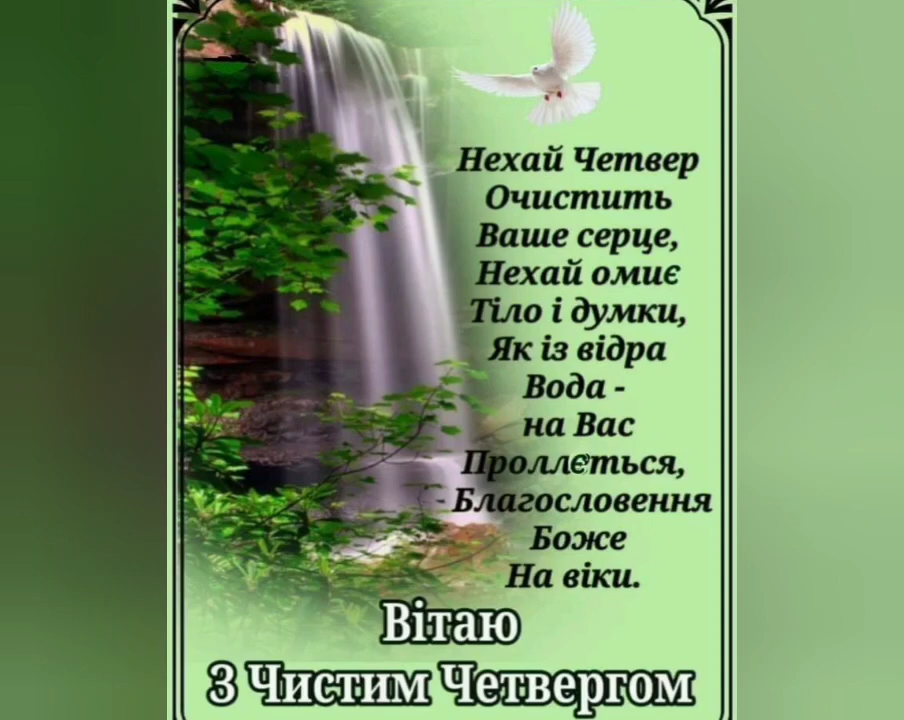 Нехай Четвер
Очистить
Ваше серце,
Нехай омиє
Тіло і думки,
Як із відра
Вода -
на Вас
Проллється,
Благословення
Боже
На віки.
Вітаю
З Чистим Четвергом